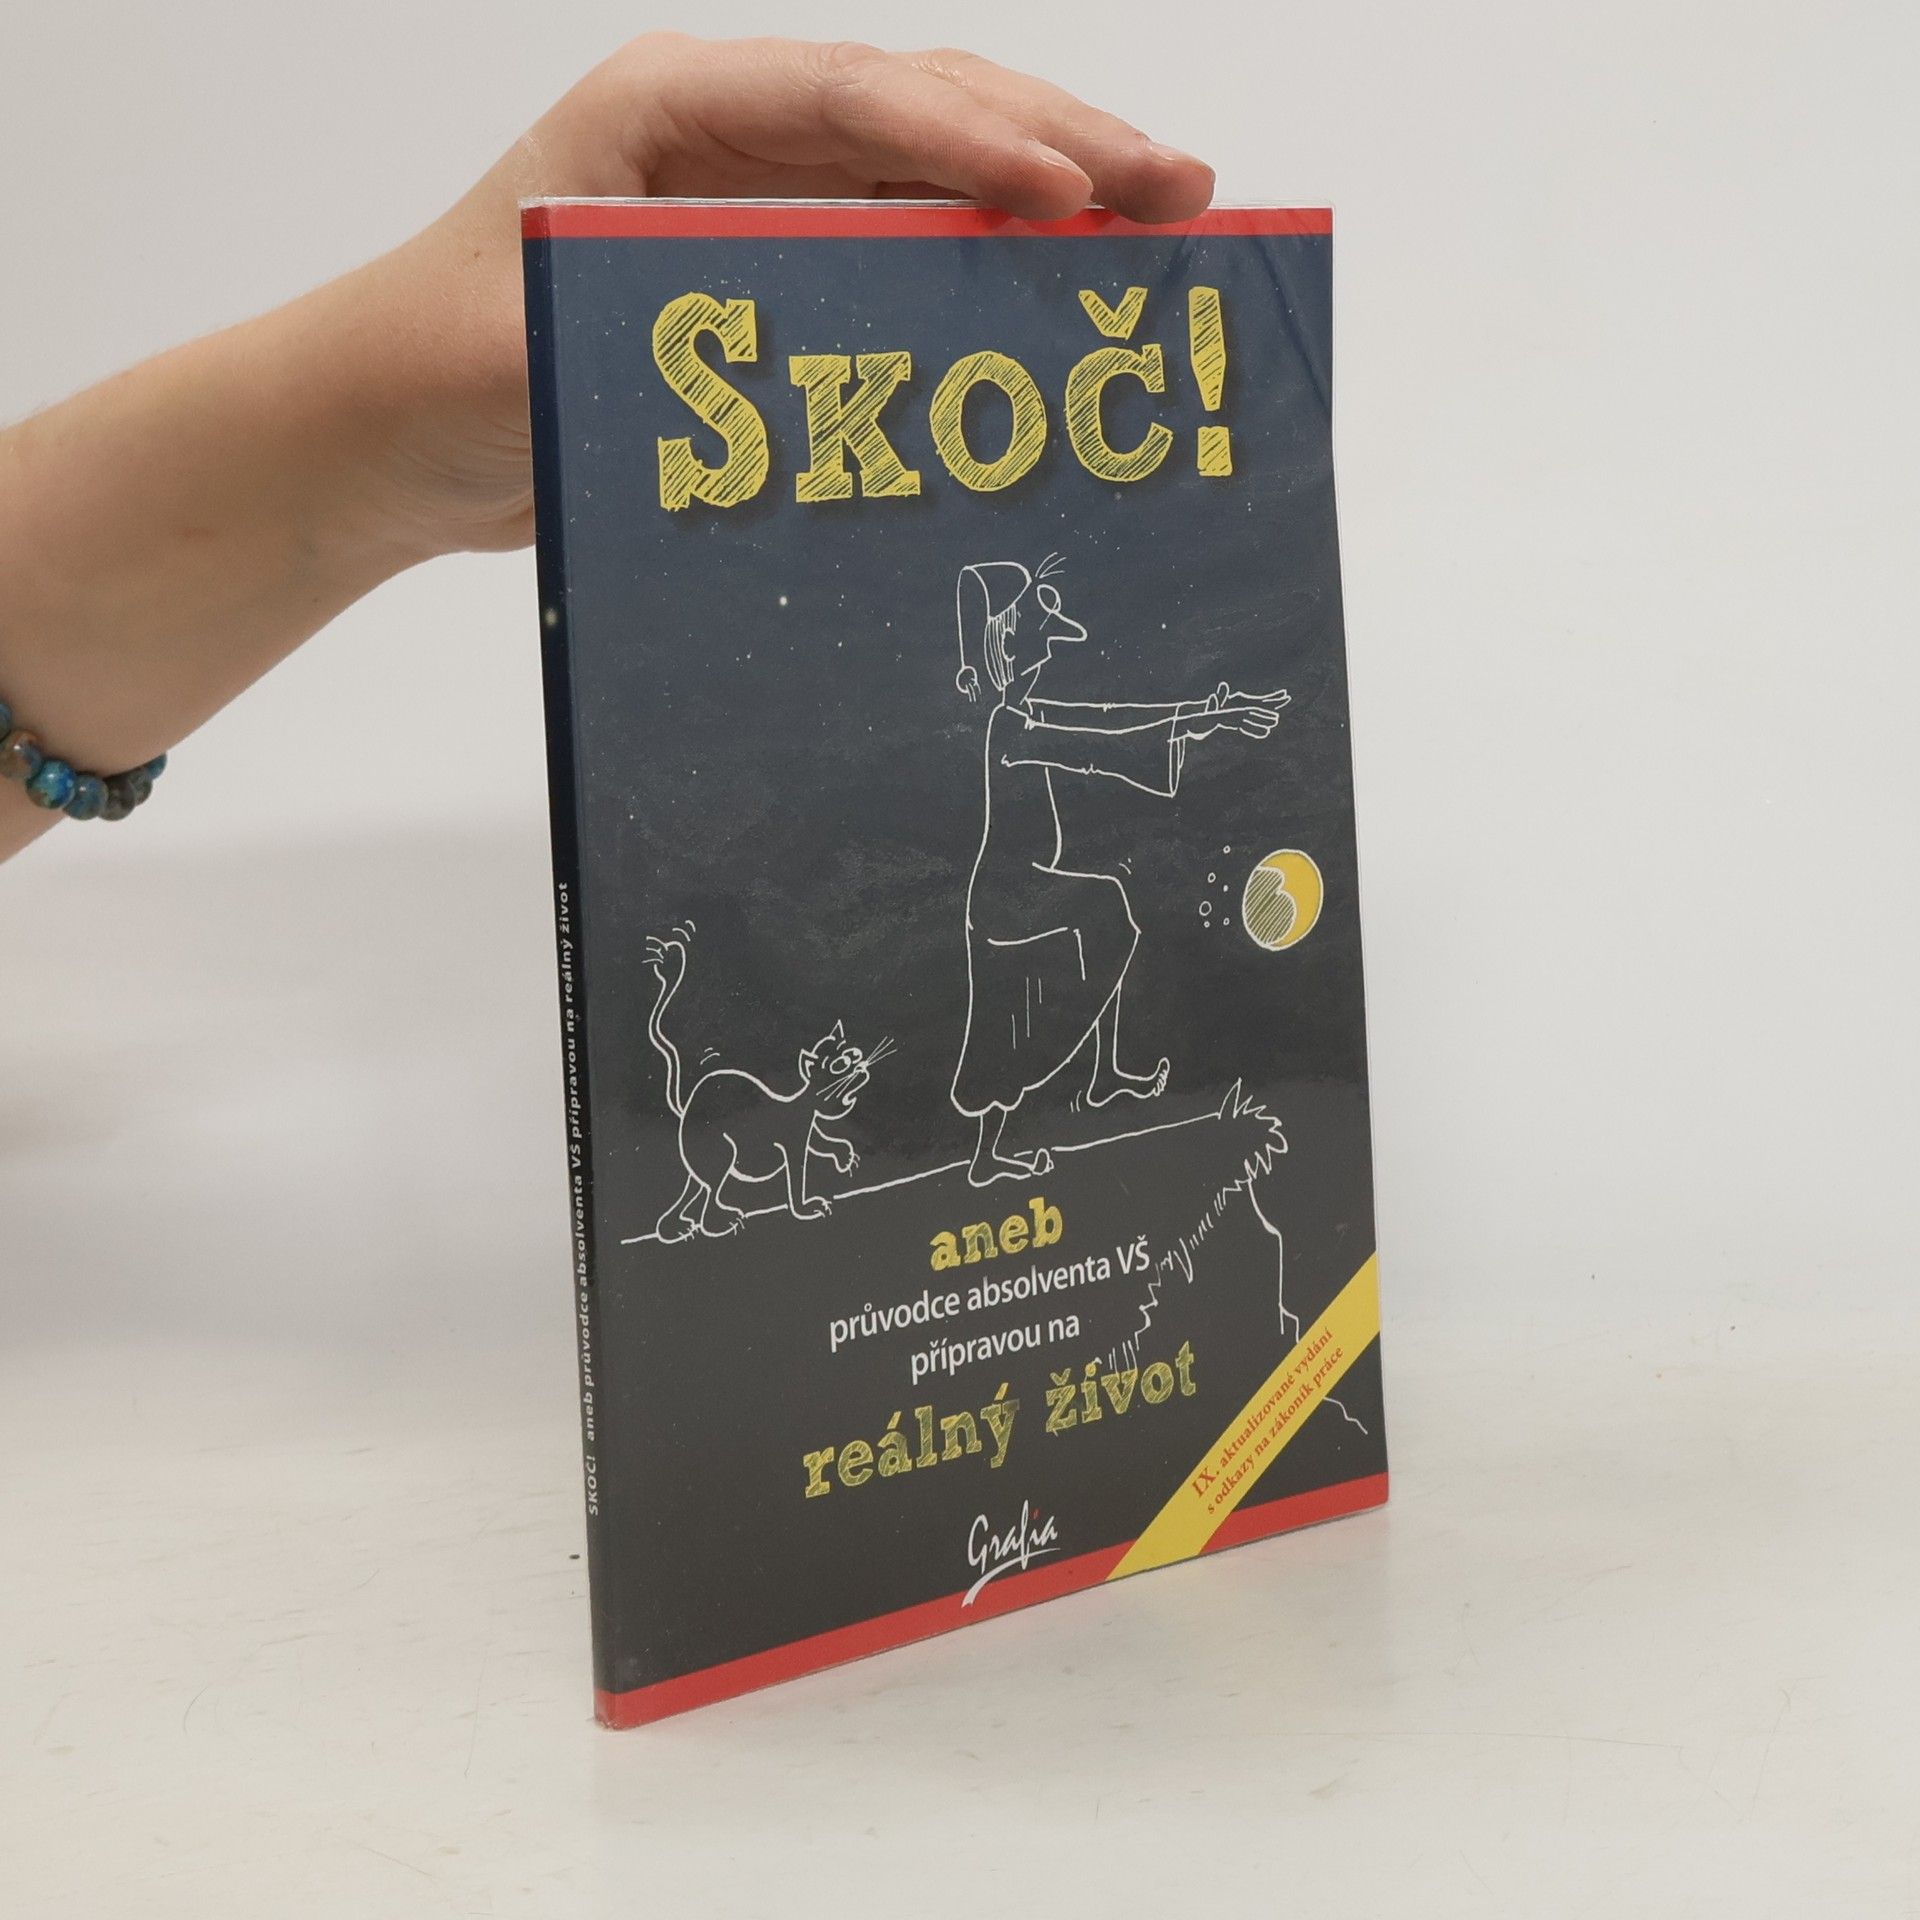 SKOČ!
aneb
průvodce absolventa VŠ
přípravou na
reálný život
IX. aktualizované vydání
s odkazy na zákoník práce
Grafia
SKOČ! aneb průvodce absolventa VŠ přípravou na reálný život